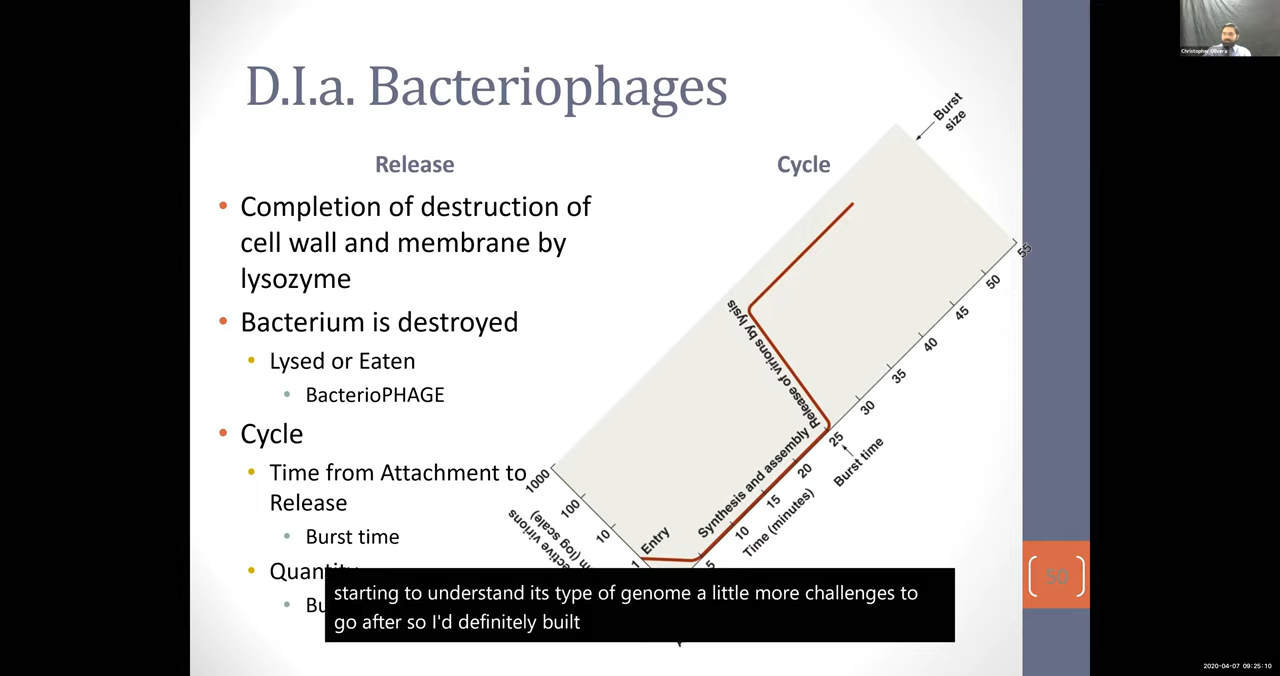 Christopher Olivera
D.I.a. Bacteriophages
Release
Completion of destruction of
cell wall and membrane by
lysozyme
Bacterium is destroyed
Lysed or Eaten
BacterioPHAGE
Cycle
Time from Attachment to
Release
Burst time
Quantity
Bu
Cycle
Burst
size
1000
100
10
1
ective virions
m (log scale)
Entry
Synthesis and assembly
Release of virions by lysis
5
10
15
20
25
30
35
40
45
50
55
Time (minutes)
Burst time
50
starting to understand its type of genome a little more challenges to
go after so I'd definitely built
2020-04-07 09:25:10